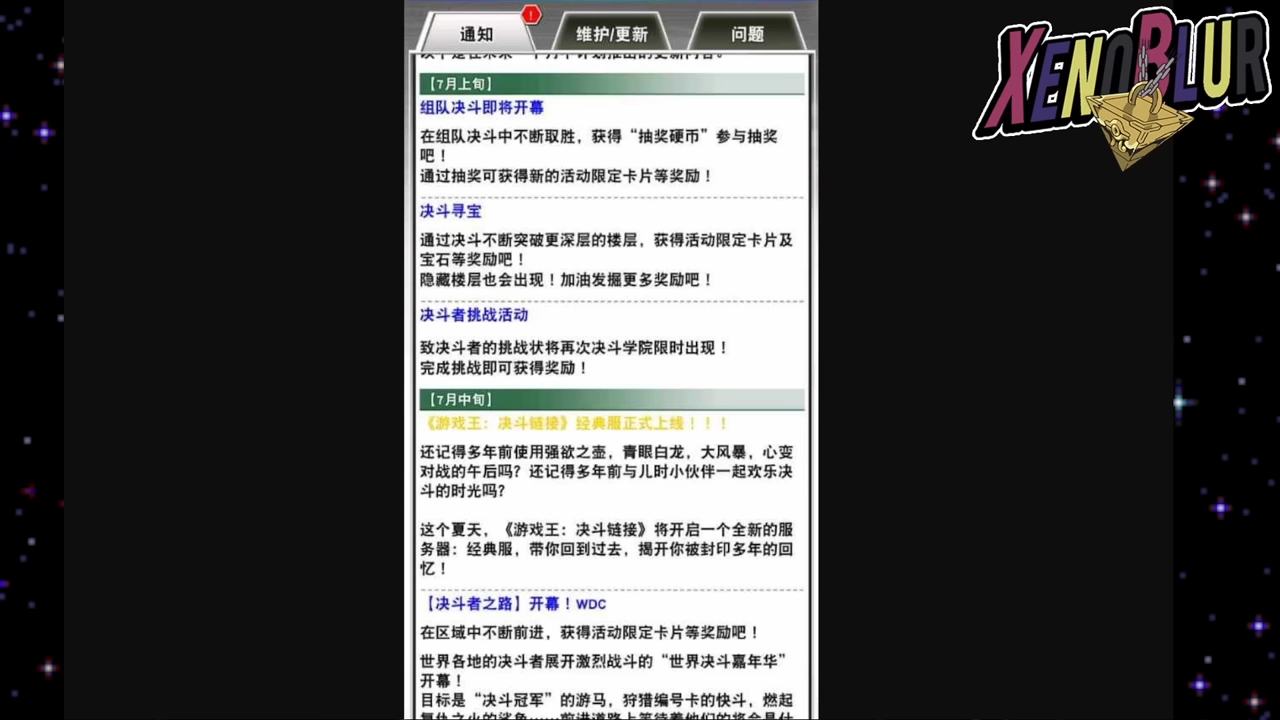 通知
维护/更新
问题
XENOBLUR
【7月上旬】
组队决斗即将开幕
在组队决斗中不断取胜，获得“抽奖硬币”参与抽奖
吧！
通过抽奖可获得新的活动限定卡片等奖励！
决斗寻宝
通过决斗不断突破更深层的楼层，获得活动限定卡片及
宝石等奖励吧！
隐藏楼层也会出现！加油发掘更多奖励吧！
决斗者挑战活动
致决斗者的挑战状将再次决斗学院限时出现！
完成挑战即可获得奖励！
【7月中旬】
《游戏王：决斗链接》经典服正式上线！！！
还记得多年前使用强欲之壶，青眼白龙，大风暴，心变
对战的午后吗？还记得多年前与儿时小伙伴一起欢乐决
斗的时光吗？
这个夏天，《游戏王：决斗链接》将开启一个全新的服
务器：经典服，带你回到过去，揭开你被封印多年的回
忆！
【决斗者之路】开幕！WDC
在区域中不断前进，获得活动限定卡片等奖励吧！
世界各地的决斗者展开激烈战斗的“世界决斗嘉年华”
开幕！
目标是“决斗冠军”的游马，狩猎编号卡的快斗，燃起